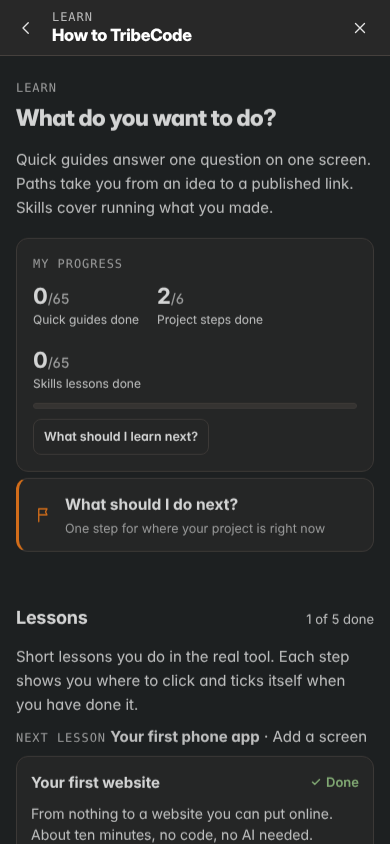 LEARN
How to TribeCode
LEARN
What do you want to do?
Quick guides answer one question on one screen.
Paths take you from an idea to a published link.
Skills cover running what you made.
MY PROGRESS
0/65
Quick guides done
2/6
Project steps done
0/65
Skills lessons done
What should I learn next?
What should I do next?
One step for where your project is right now
Lessons
1 of 5 done
Short lessons you do in the real tool. Each step
shows you where to click and ticks itself when
you have done it.
NEXT LESSON Your first phone app · Add a screen
Your first website
✓ Done
From nothing to a website you can put online.
About ten minutes, no code, no AI needed.